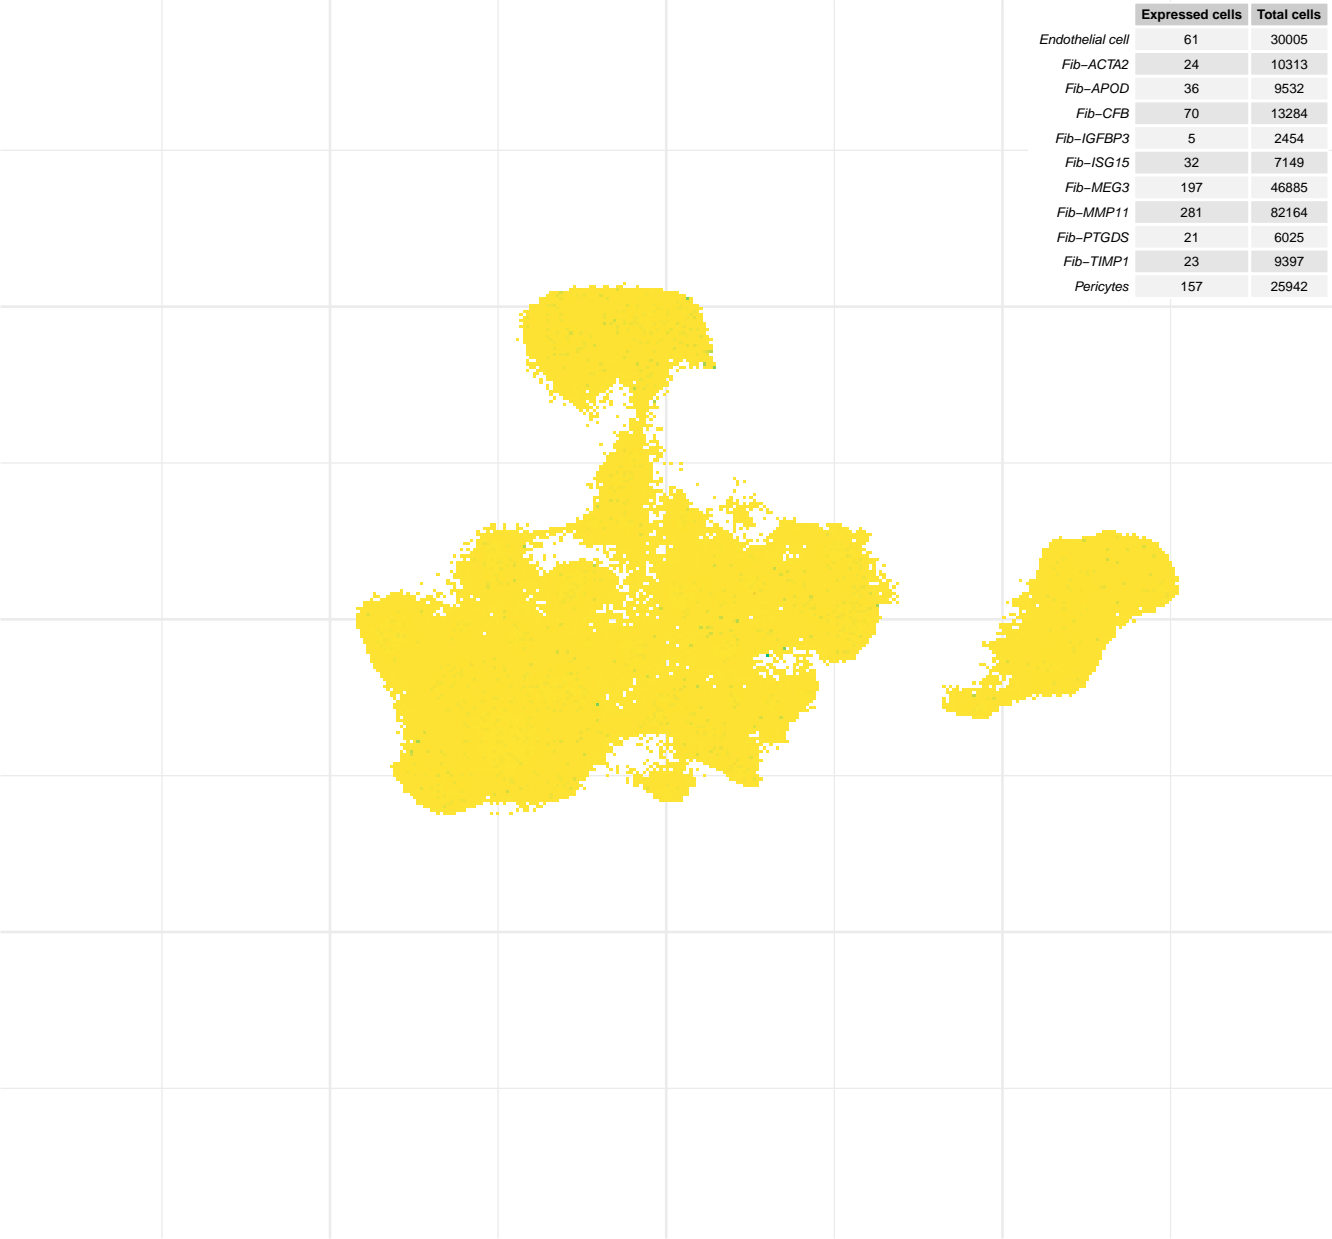 Expressed cells Total cells
Endothelial cell 61 30005
Fib−ACTA2 24 10313
Fib−APOD 36 9532
Fib−CFB 70 13284
Fib−IGFBP3 5 2454
Fib−ISG15 32 7149
Fib−MEG3 197 46885
Fib−MMP11 281 82164
Fib−PTGDS 21 6025
Fib−TIMP1 23 9397
Pericytes 157 25942